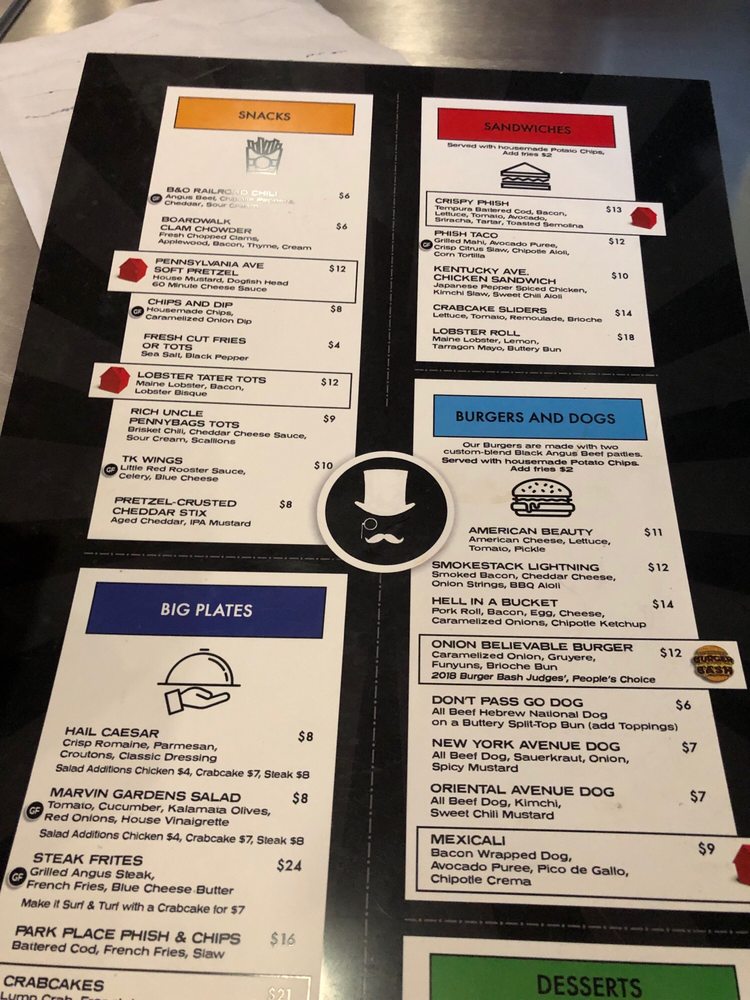 SNACKS
B&O RAILROAD CHILI $6
GF Angus Beef, Chipotle Peppers,
Cheddar, Sour Cream
BOARDWALK
CLAM CHOWDER $6
Fresh Chopped Clams,
Applewood, Bacon, Thyme, Cream
PENNSYLVANIA AVE
SOFT PRETZEL $12
House Mustard, Dogfish Head
60 Minute Cheese Sauce
CHIPS AND DIP $8
GF Housemade Chips,
Caramelized Onion Dip
FRESH CUT FRIES
OR TOTS $4
Sea Salt, Black Pepper
LOBSTER TATER TOTS $12
Maine Lobster, Bacon,
Lobster Bisque
RICH UNCLE
PENNYBAGS TOTS $9
Brisket Chili, Cheddar Cheese Sauce,
Sour Cream, Scallions
TK WINGS $10
GF Little Red Rooster Sauce,
Celery, Blue Cheese
PRETZEL-CRUSTED
CHEDDAR STIX $8
Aged Cheddar, IPA Mustard
BIG PLATES
HAIL CAESAR $8
Crisp Romaine, Parmesan,
Croutons, Classic Dressing
Salad Additions Chicken $4, Crabcake $7, Steak $8
MARVIN GARDENS SALAD $8
GF Tomato, Cucumber, Kalamata Olives,
Red Onions, House Vinaigrette
Salad Additions Chicken $4, Crabcake $7, Steak $8
STEAK FRITES $24
GF Grilled Angus Steak,
French Fries, Blue Cheese Butter
Make it Surf & Turf with a Crabcake for $7
PARK PLACE PHISH & CHIPS $16
Battered Cod, French Fries, Slaw
CRABCAKES $21
Lump Crab,
SANDWICHES
Served with housemade Potato Chips,
Add fries $2
CRISPY PHISH $13
Tempura Battered Cod, Bacon,
Lettuce, Tomato, Avocado,
Sriracha, Tartar, Toasted Semolina
PHISH TACO $12
GF Grilled Mahi, Avocado Puree,
Crisp Citrus Slaw, Chipotle Aioli,
Corn Tortilla
KENTUCKY AVE.
CHICKEN SANDWICH $10
Japanese Pepper Spiced Chicken,
Kimchi Slaw, Sweet Chili Aioli
CRABCAKE SLIDERS $14
Lettuce, Tomato, Remoulade, Brioche
LOBSTER ROLL $18
Maine Lobster, Lemon,
Tarragon Mayo, Buttery Bun
BURGERS AND DOGS
Our Burgers are made with two
custom-blend Black Angus Beef patties.
Served with housemade Potato Chips.
Add fries $2
AMERICAN BEAUTY $11
American Cheese, Lettuce,
Tomato, Pickle
SMOKESTACK LIGHTNING $12
Smoked Bacon, Cheddar Cheese,
Onion Strings, BBQ Aioli
HELL IN A BUCKET $14
Pork Roll, Bacon, Egg, Cheese,
Caramelized Onions, Chipotle Ketchup
ONION BELIEVABLE BURGER $12
Caramelized Onion, Gruyere,
Funyuns, Brioche Bun
2018 Burger Bash Judges', People's Choice
BURGER
BASH
DON'T PASS GO DOG $6
All Beef Hebrew National Dog
on a Buttery Split-Top Bun (add Toppings)
NEW YORK AVENUE DOG $7
All Beef Dog, Sauerkraut, Onion,
Spicy Mustard
ORIENTAL AVENUE DOG $7
All Beef Dog, Kimchi,
Sweet Chili Mustard
MEXICALI $9
Bacon Wrapped Dog,
Avocado Puree, Pico de Gallo,
Chipotle Crema
DESSERTS